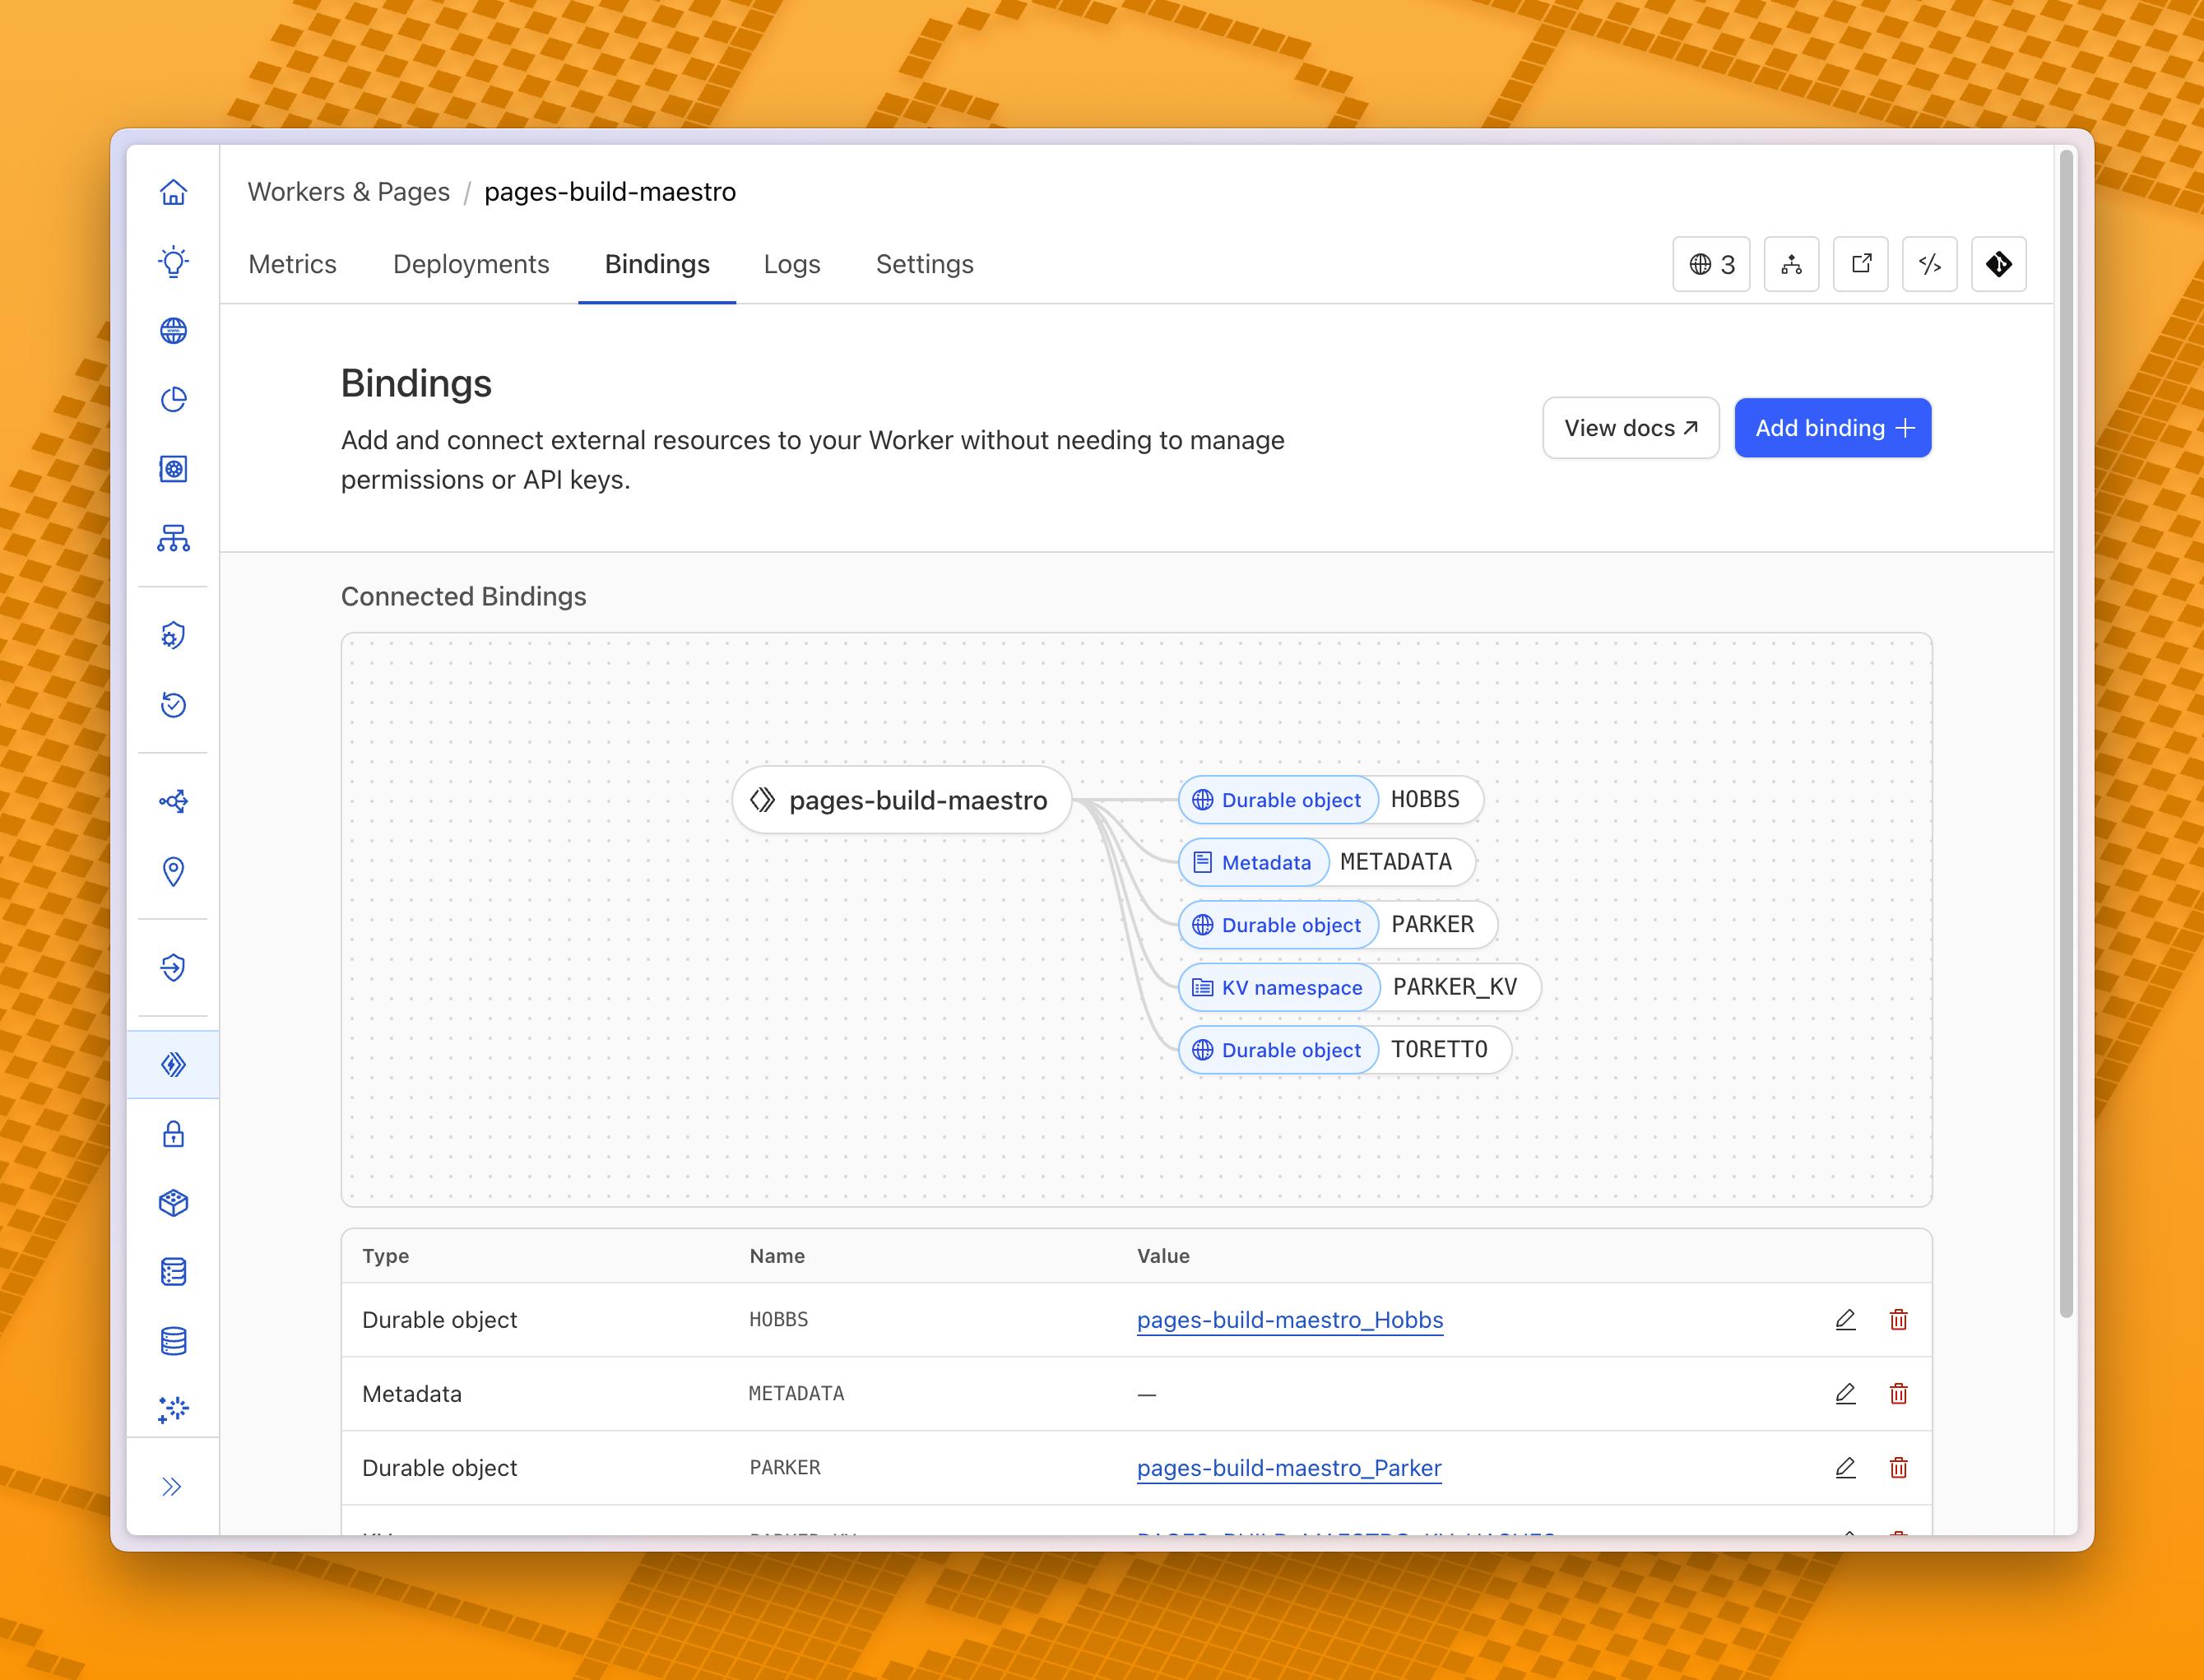 Workers & Pages / pages-build-maestro
Metrics Deployments Bindings Logs Settings 3
Bindings
Add and connect external resources to your Worker without needing to manage
permissions or API keys.
View docs ↗ Add binding +
Connected Bindings
pages-build-maestro
Durable object HOBBS
Metadata METADATA
Durable object PARKER
KV namespace PARKER_KV
Durable object TORETTO
Type Name Value
Durable object HOBBS pages-build-maestro_Hobbs
Metadata METADATA —
Durable object PARKER pages-build-maestro_Parker